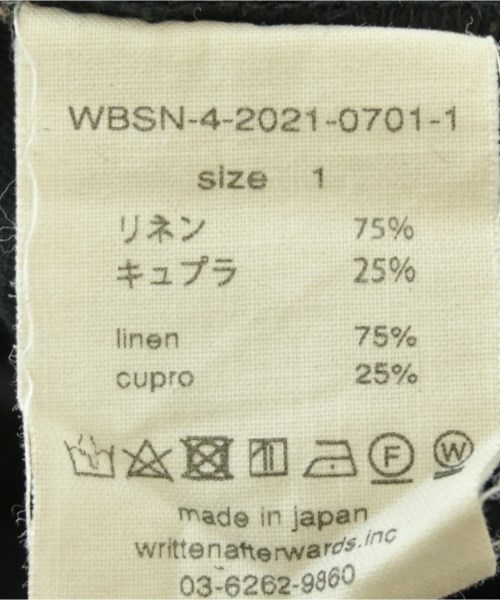 WBSN-4-2021-0701-1
size 1
リネン 75%
キュプラ 25%
linen 75%
cupro 25%
F W
made in japan
writtenafterwards.inc
03-6262-9860